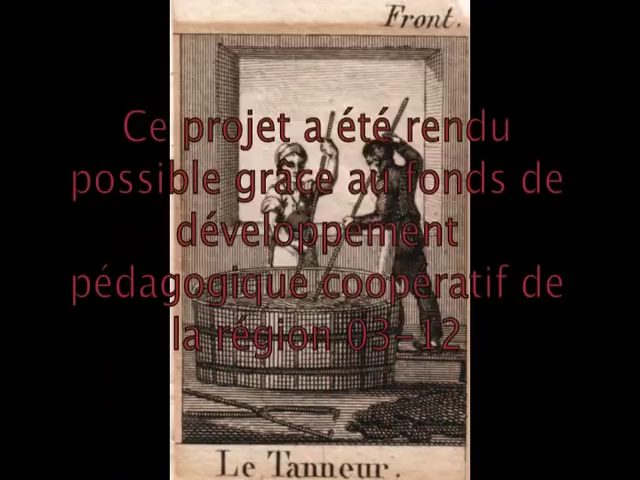 Front.
Ce projet a été rendu
possible grâce au fonds de
développement
pédagogique coopératif de
la région 03-12
Le Tanneur.